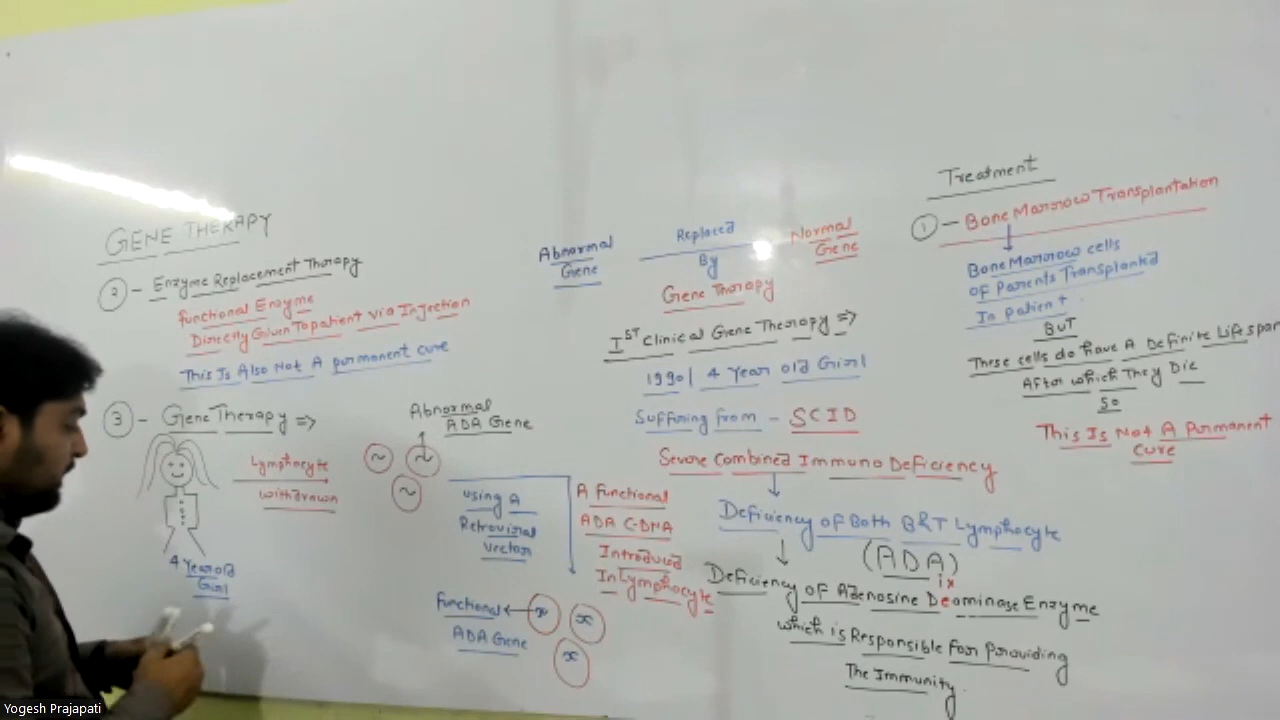 GENE THERAPY
2 - Enzyme Replacement Therapy
functional Enzyme
Directly Given To patient via Injection
This Is Also Not A permanent cure
3 - Gene Therapy =>
4 Year old
Girl
Lymphocyte
withdrawn
Abnormal
ADA Gene
using A
Retroviral
Vector
A functional
ADA C-DNA
Introduced
In Lymphocyte
Functional
ADA Gene
Abnormal
Gene
Replaced
By
Gene Therapy
Normal
Gene
Ist Clinical Gene Therapy =>
1990 | 4 Year old Girl
Suffering from - SCID
Severe Combined Immuno Deficiency
Deficiency of Both B&T Lymphocyte
(ADA)
Deficiency of Adenosine Deaminase Enzyme
which is Responsible for Providing
The Immunity.
Treatment
1 - Bone Marrow Transplantation
Bone Marrow cells
of Parents Transplanted
In patient.
BUT
These cells do have A Definite Life span
After which They Die
So
This Is Not A Permanent
Cure
Yogesh Prajapati